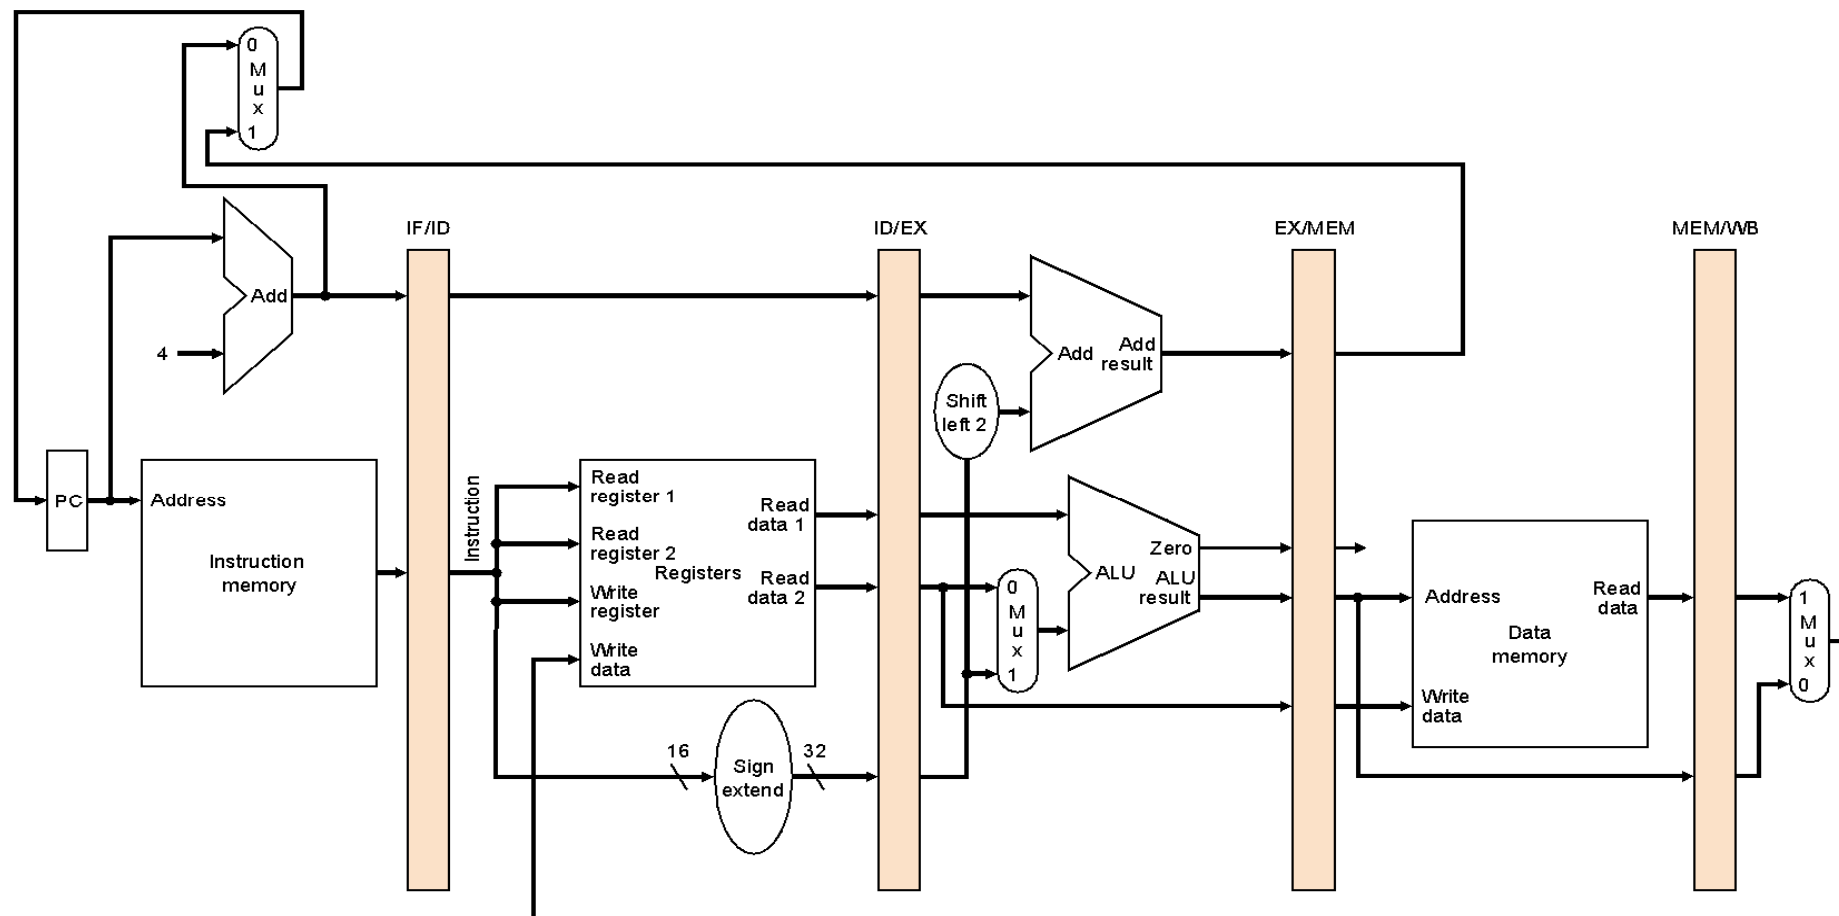 0
M
u
x
1
IF/ID
ID/EX
EX/MEM
MEM/WB
Add
4
Add
Add
result
Shift
left 2
PC
Address
Instruction
memory
Instruction
Read
register 1
Read
register 2
Write
register
Write
data
Registers
Read
data 1
Read
data 2
0
M
u
x
1
Zero
ALU
ALU
result
Address
Read
data
Data
memory
Write
data
1
M
u
x
0
16
Sign
extend
32